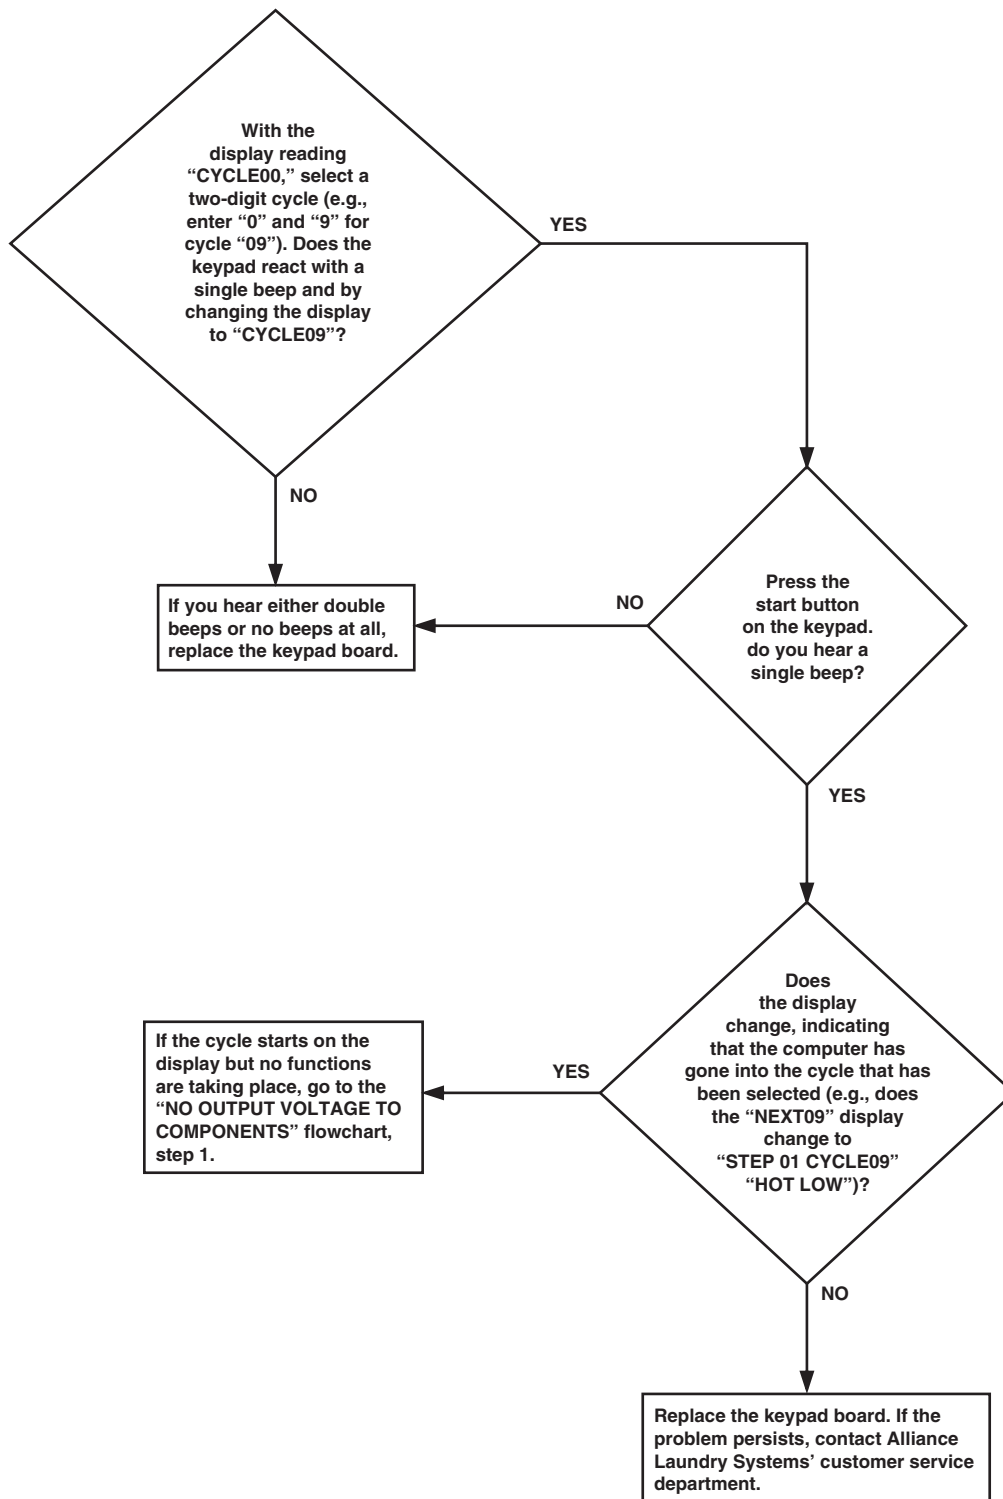 With the
display reading
“CYCLE00,” select a
two-digit cycle (e.g.,
enter “0” and “9” for
cycle “09”). Does the
keypad react with a
single beep and by
changing the display
to “CYCLE09”?
YES
NO
If you hear either double
beeps or no beeps at all,
replace the keypad board.
NO
Press the
start button
on the keypad.
do you hear a
single beep?
YES
Does
the display
change, indicating
that the computer has
gone into the cycle that has
been selected (e.g., does
the “NEXT09” display
change to
“STEP 01 CYCLE09”
“HOT LOW”)?
YES
If the cycle starts on the
display but no functions
are taking place, go to the
“NO OUTPUT VOLTAGE TO
COMPONENTS” flowchart,
step 1.
NO
Replace the keypad board. If the
problem persists, contact Alliance
Laundry Systems’ customer service
department.